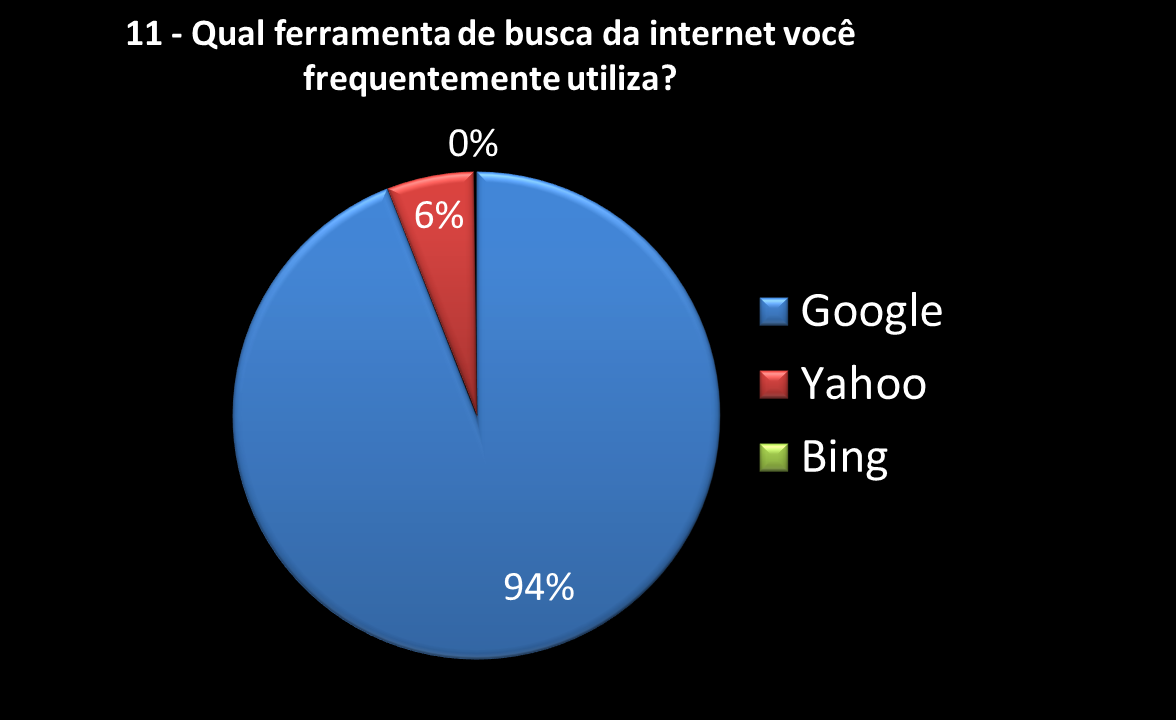 11 - Qual ferramenta de busca da internet você
frequentemente utiliza?
0%
6%
94%
Google
Yahoo
Bing